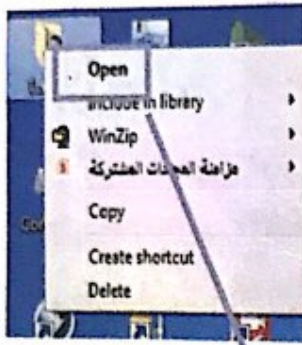 Open
Include in library
WinZip
مزامنة المجلدات المشتركة
Copy
Create shortcut
Delete